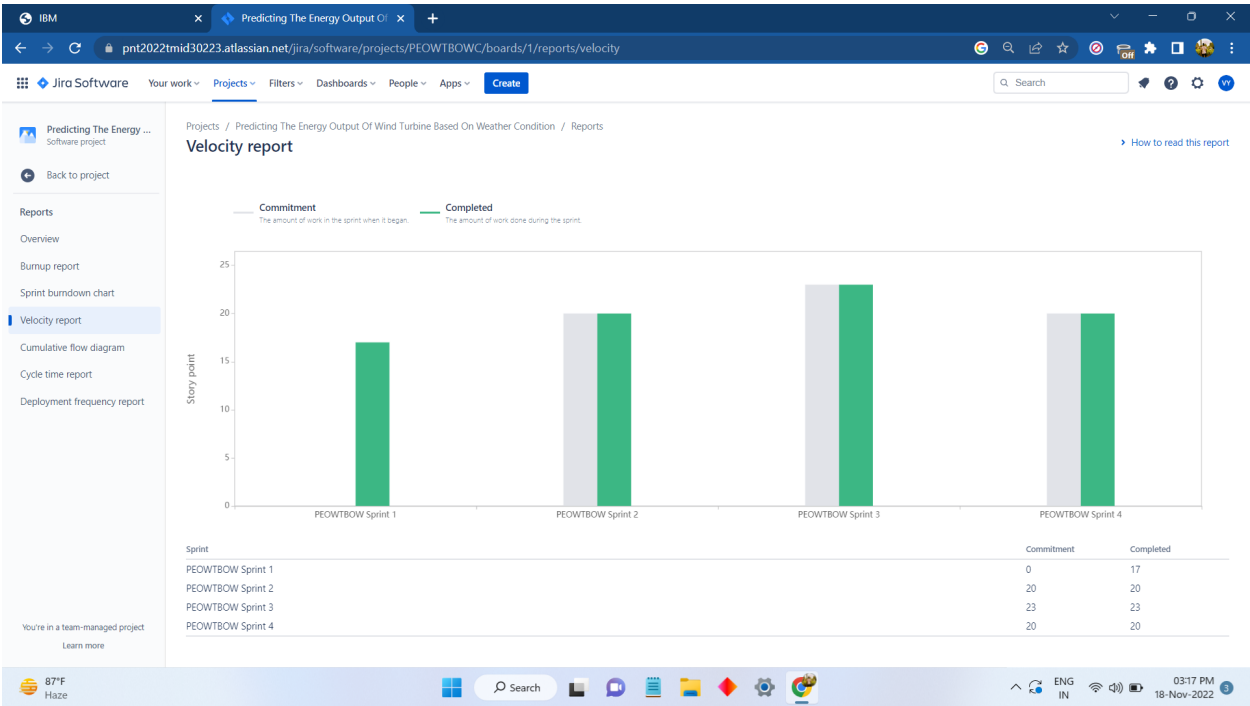 IBM
Predicting The Energy Output Of
pnt2022tmid30223.atlassian.net/jira/software/projects/PEOWTBOWC/boards/1/reports/velocity
Off
Jira Software Your work Projects Filters Dashboards People Apps Create Search VY
Predicting The Energy ...
Software project
Back to project
Reports
Overview
Burnup report
Sprint burndown chart
Velocity report
Cumulative flow diagram
Cycle time report
Deployment frequency report
You're in a team-managed project
Learn more
Projects / Predicting The Energy Output Of Wind Turbine Based On Weather Condition / Reports
Velocity report
How to read this report
Commitment
The amount of work in the sprint when it began.
Completed
The amount of work done during the sprint.
Story point
25
20
15
10
5
0
PEOWTBOW Sprint 1 PEOWTBOW Sprint 2 PEOWTBOW Sprint 3 PEOWTBOW Sprint 4
Sprint Commitment Completed
PEOWTBOW Sprint 1 0 17
PEOWTBOW Sprint 2 20 20
PEOWTBOW Sprint 3 23 23
PEOWTBOW Sprint 4 20 20
87°F
Haze
Search
ENG
IN
03:17 PM
18-Nov-2022
3